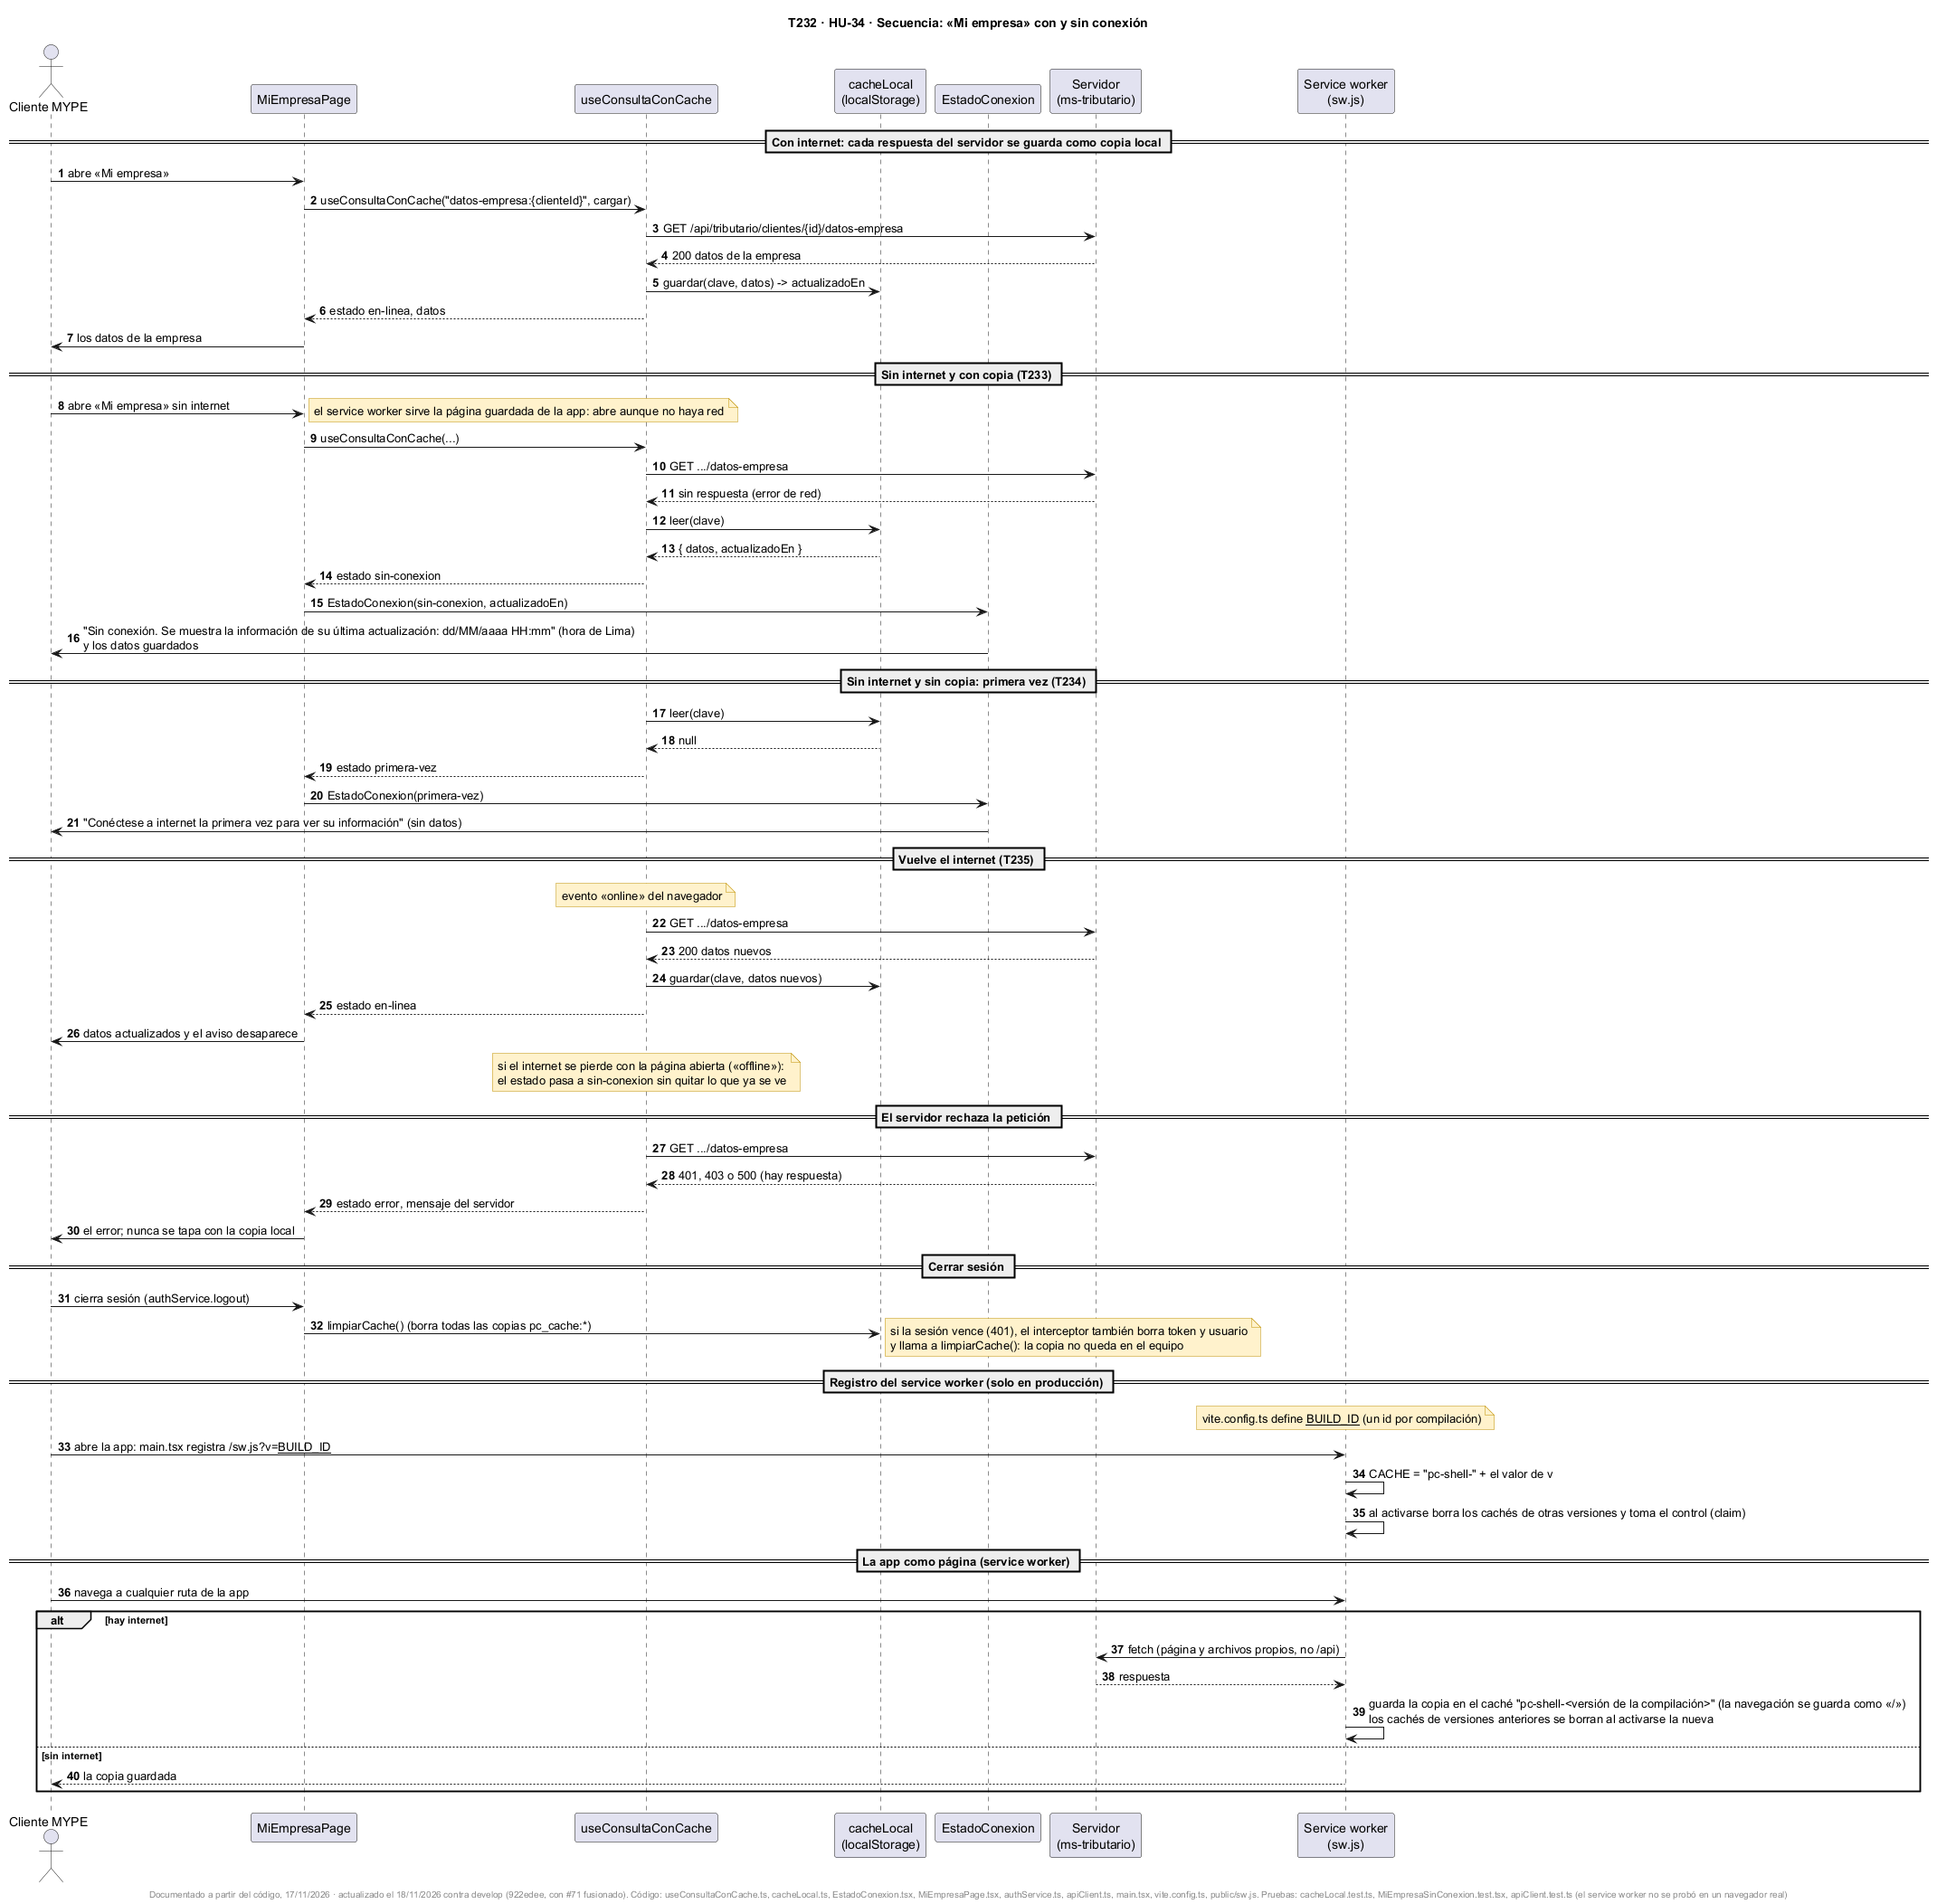 T232 · HU-34 · Secuencia: «Mi empresa» con y sin conexión
Cliente MYPE
MiEmpresaPage
useConsultaConCache
cacheLocal
(localStorage)
EstadoConexion
Servidor
(ms-tributario)
Service worker
(sw.js)
Con internet: cada respuesta del servidor se guarda como copia local
1 abre «Mi empresa»
2 useConsultaConCache("datos-empresa:{clienteId}", cargar)
3 GET /api/tributario/clientes/{id}/datos-empresa
4 200 datos de la empresa
5 guardar(clave, datos) -> actualizadoEn
6 estado en-linea, datos
7 los datos de la empresa
Sin internet y con copia (T233)
8 abre «Mi empresa» sin internet
el service worker sirve la página guardada de la app: abre aunque no haya red
9 useConsultaConCache(...)
10 GET .../datos-empresa
11 sin respuesta (error de red)
12 leer(clave)
13 { datos, actualizadoEn }
14 estado sin-conexion
15 EstadoConexion(sin-conexion, actualizadoEn)
16 "Sin conexión. Se muestra la información de su última actualización: dd/MM/aaaa HH:mm" (hora de Lima)
y los datos guardados
Sin internet y sin copia: primera vez (T234)
17 leer(clave)
18 null
19 estado primera-vez
20 EstadoConexion(primera-vez)
21 "Conéctese a internet la primera vez para ver su información" (sin datos)
Vuelve el internet (T235)
evento «online» del navegador
22 GET .../datos-empresa
23 200 datos nuevos
24 guardar(clave, datos nuevos)
25 estado en-linea
26 datos actualizados y el aviso desaparece
si el internet se pierde con la página abierta («offline»):
el estado pasa a sin-conexion sin quitar lo que ya se ve
El servidor rechaza la petición
27 GET .../datos-empresa
28 401, 403 o 500 (hay respuesta)
29 estado error, mensaje del servidor
30 el error; nunca se tapa con la copia local
Cerrar sesión
31 cierra sesión (authService.logout)
32 limpiarCache() (borra todas las copias pc_cache:*)
si la sesión vence (401), el interceptor también borra token y usuario
y llama a limpiarCache(): la copia no queda en el equipo
Registro del service worker (solo en producción)
vite.config.ts define BUILD_ID (un id por compilación)
33 abre la app: main.tsx registra /sw.js?v=BUILD_ID
34 CACHE = "pc-shell-" + el valor de v
35 al activarse borra los cachés de otras versiones y toma el control (claim)
La app como página (service worker)
36 navega a cualquier ruta de la app
alt [hay internet]
37 fetch (página y archivos propios, no /api)
38 respuesta
39 guarda la copia en el caché "pc-shell-<versión de la compilación>" (la navegación se guarda como «/»)
los cachés de versiones anteriores se borran al activarse la nueva
[sin internet]
40 la copia guardada
Cliente MYPE
MiEmpresaPage
useConsultaConCache
cacheLocal
(localStorage)
EstadoConexion
Servidor
(ms-tributario)
Service worker
(sw.js)
Documentado a partir del código, 17/11/2026 · actualizado el 18/11/2026 contra develop (922edee, con #71 fusionado). Código: useConsultaConCache.ts, cacheLocal.ts, EstadoConexion.tsx, MiEmpresaPage.tsx, authService.ts, apiClient.ts, main.tsx, vite.config.ts, public/sw.js. Pruebas: cacheLocal.test.ts, MiEmpresaSinConexion.test.tsx, apiClient.test.ts (el service worker no se probó en un navegador real)